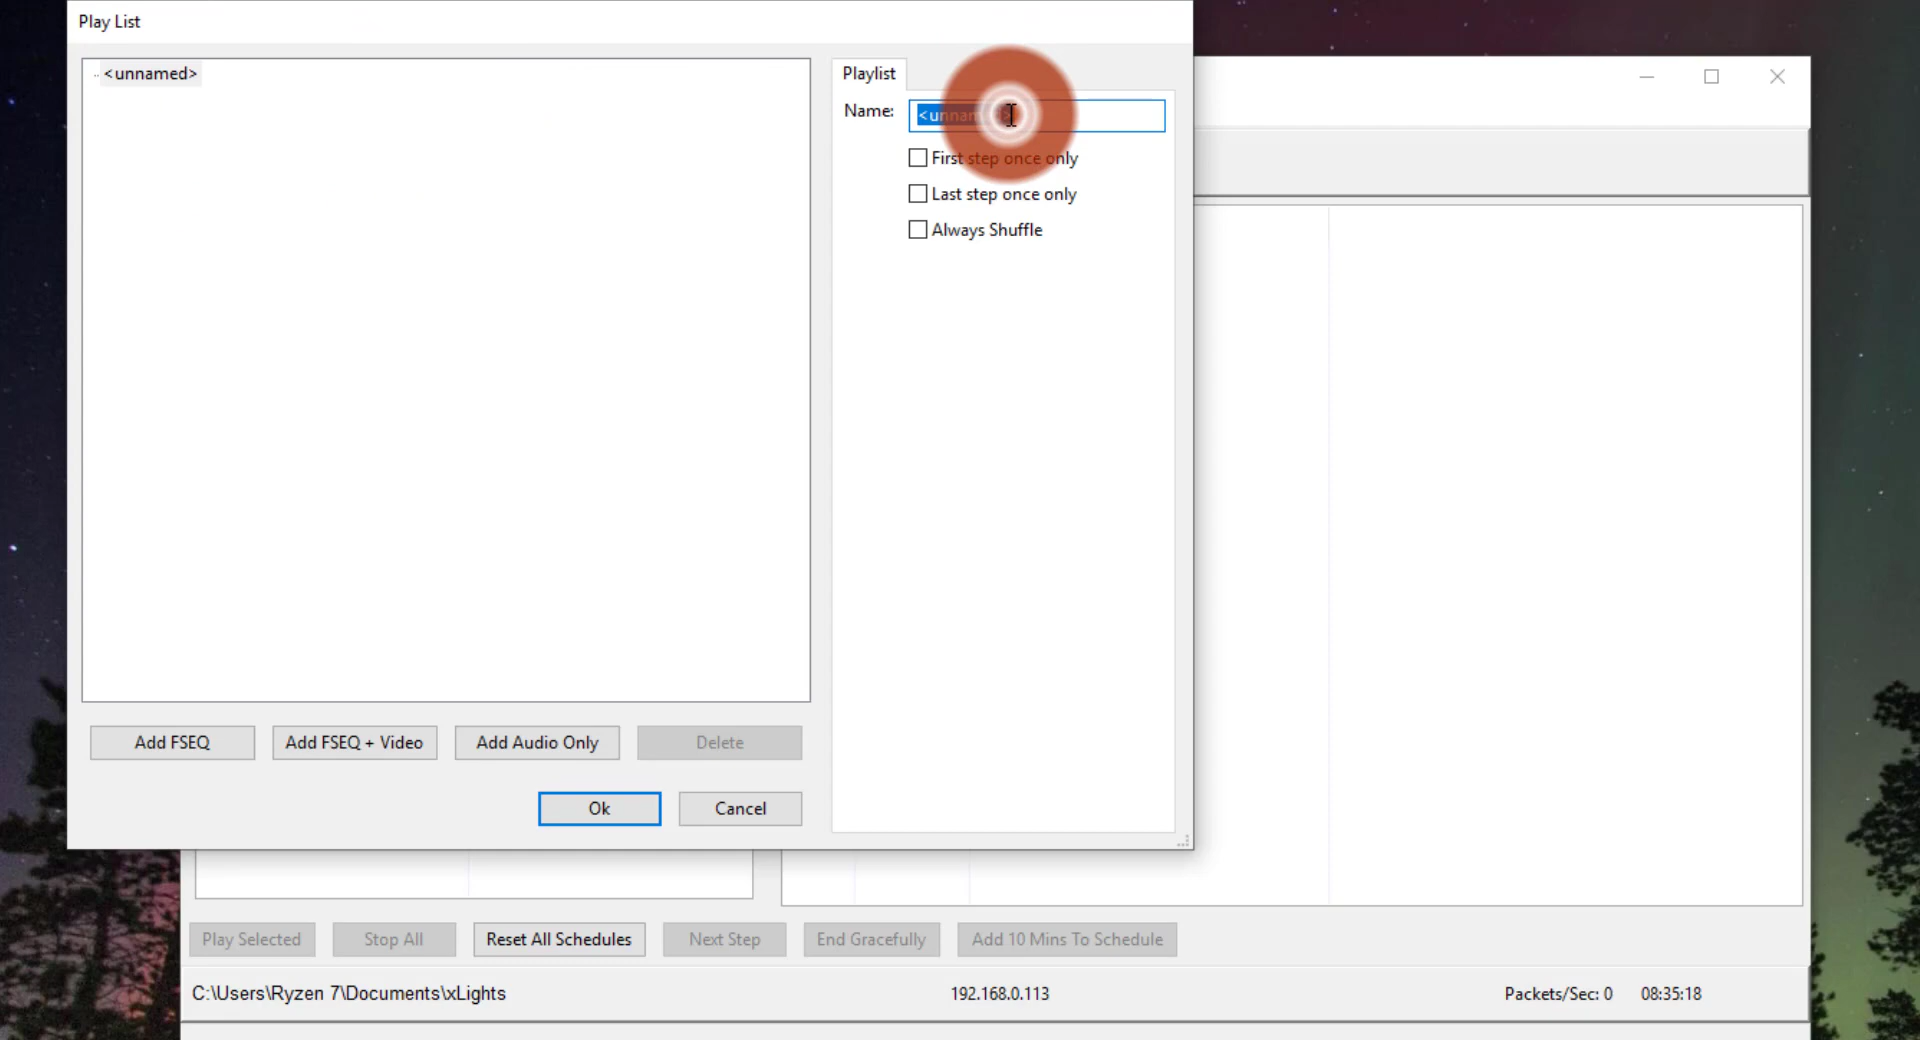 Play List
<unnamed>
Playlist
Name:
First step once only
Last step once only
Always Shuffle
Add FSEQ
Add FSEQ + Video
Add Audio Only
Delete
Ok
Cancel
Play Selected
Stop All
Reset All Schedules
Next Step
End Gracefully
Add 10 Mins To Schedule
C:\Users\Ryzen 7\Documents\xLights
192.168.0.113
Packets/Sec: 0
08:35:18